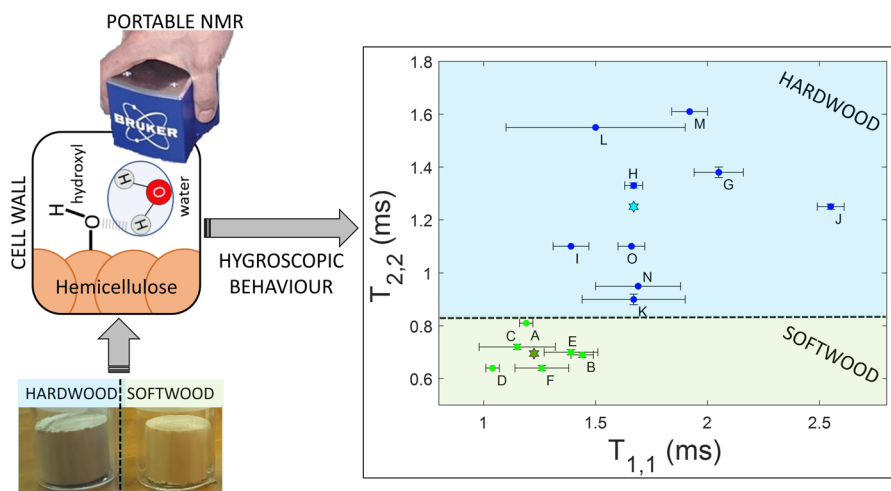 PORTABLE NMR
BRUKER
CELL WALL
H
hydroxyl
O
H
O
H
water
Hemicellulose
HYGROSCOPIC
BEHAVIOUR
HARDWOOD
SOFTWOOD
T2,2 (ms)
1.8
1.6
1.4
1.2
1
0.8
0.6
HARDWOOD
M
L
H
G
J
I
O
N
K
SOFTWOOD
A
C
E
B
D
F
1
1.5
2
2.5
T1,1 (ms)